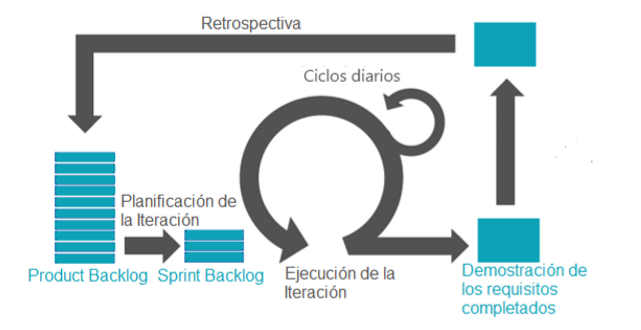 Retrospectiva
Ciclos diarios
Planificación de
la Iteración
Product Backlog
Sprint Backlog
Ejecución de la
Iteración
Demostración de
los requisitos
completados